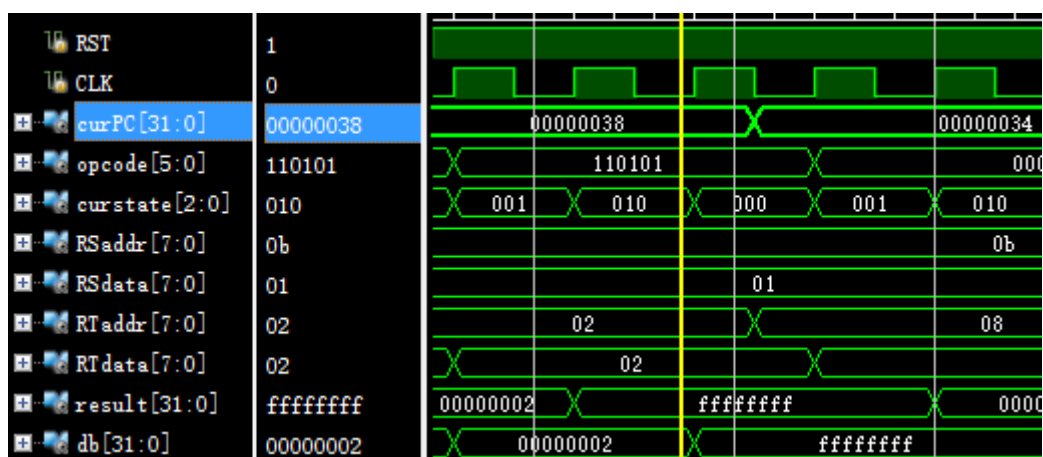 RST 1
CLK 0
curPC[31:0] 00000038 00000038 00000034
opcode[5:0] 110101 110101 000
curstate[2:0] 010 001 010 000 001 010
RSaddr[7:0] 0b 0b
RSdata[7:0] 01 01
RTaddr[7:0] 02 02 08
RTdata[7:0] 02 02
result[31:0] ffffffff 00000002 ffffffff 0000
db[31:0] 00000002 00000002 ffffffff